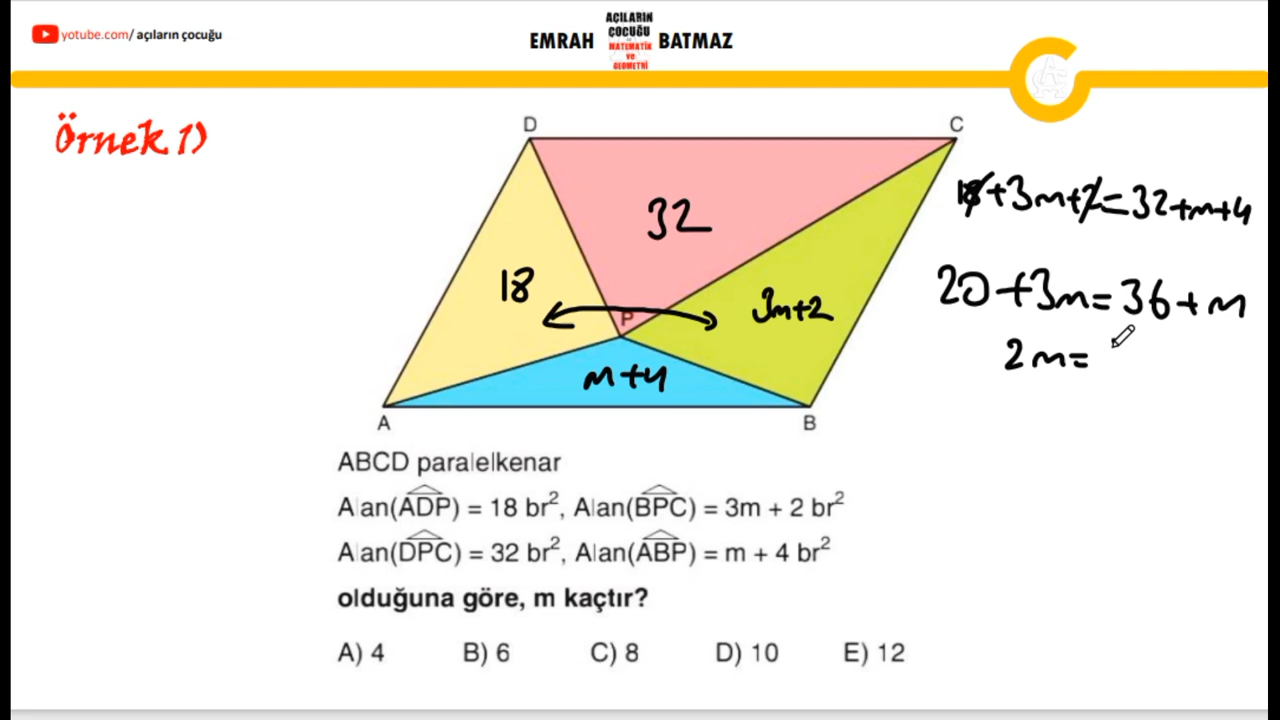 yotube.com/ açıların çocuğu
EMRAH
AÇILARIN
ÇOCUĞU
MATEMATİK
ve
GEOMETRİ
BATMAZ
Örnek 1)
D
C
32
18+3m+2=32+m+4
18
P
3m+2
20+3m=36+m
m+4
2m=
A
B
ABCD paralelkenar
Alan(ADP) = 18 br², Alan(BPC) = 3m + 2 br²
Alan(DPC) = 32 br², Alan(ABP) = m + 4 br²
olduğuna göre, m kaçtır?
A) 4 B) 6 C) 8 D) 10 E) 12